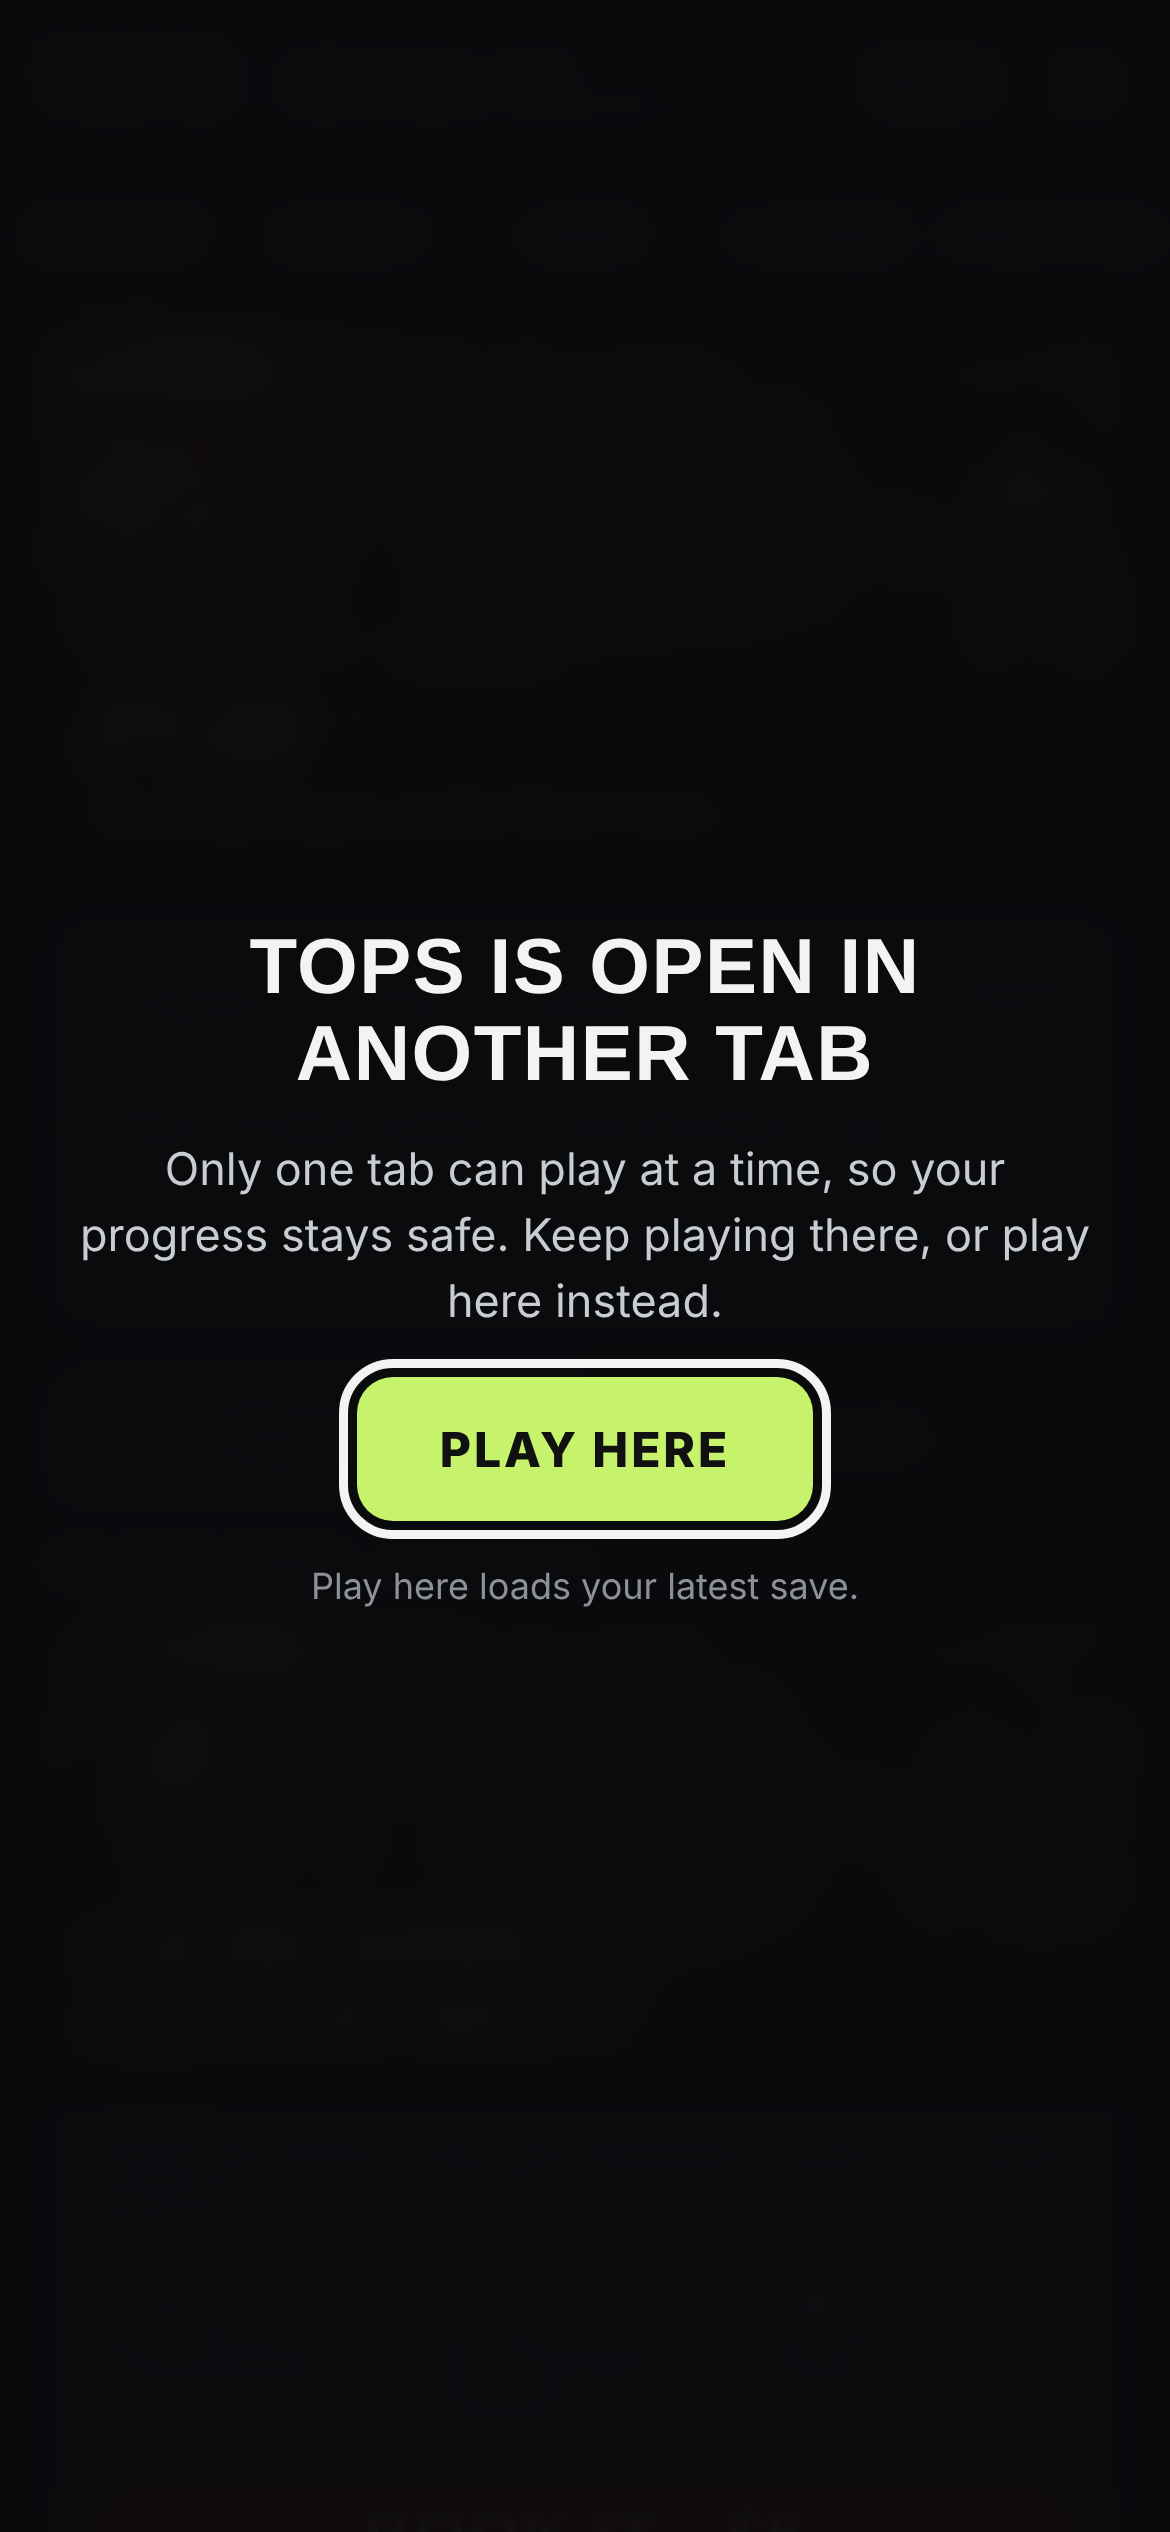 TOPS IS OPEN IN
ANOTHER TAB
Only one tab can play at a time, so your
progress stays safe. Keep playing there, or play
here instead.
PLAY HERE
Play here loads your latest save.